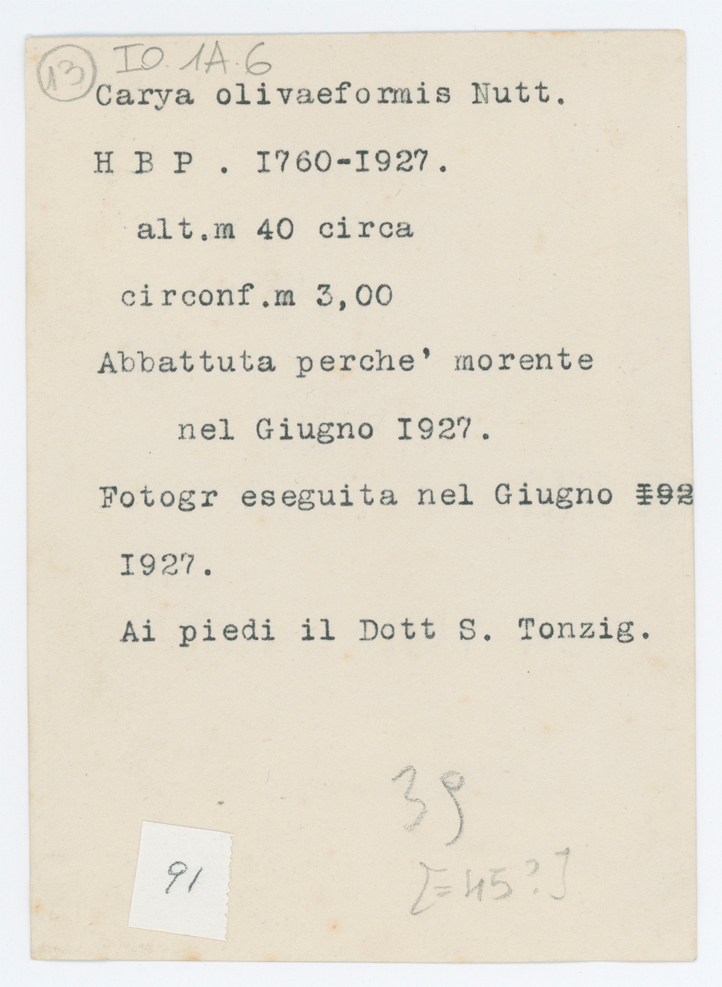 13 IO.1A.6
Carya olivaeformis Nutt.
H B P . I760-I927.
alt.m 40 circa
circonf.m 3,00
Abbattuta perche' morente
nel Giugno I927.
Fotogr eseguita nel Giugno I92
I927.
Ai piedi il Dott S. Tonzig.
39
[=45?]
91